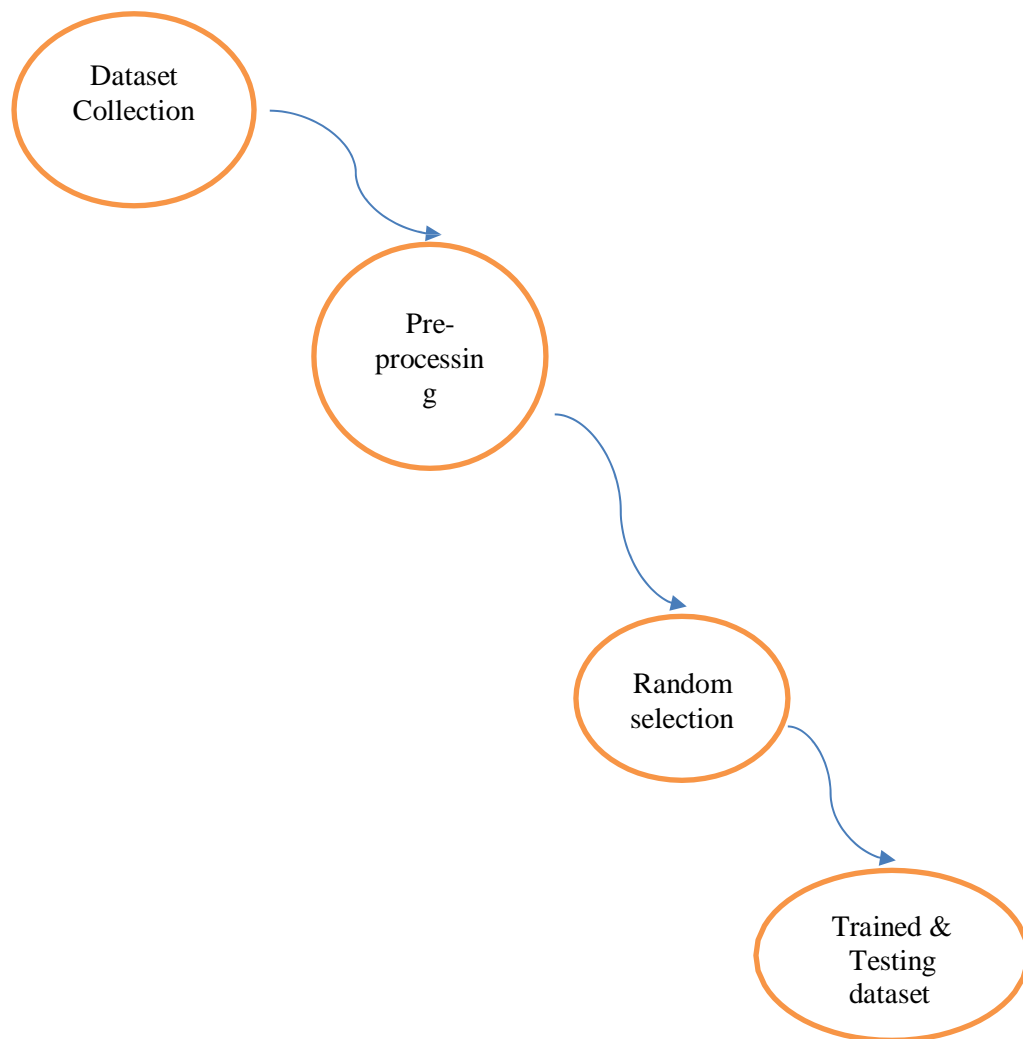 Dataset
Collection
Pre-
processin
g
Random
selection
Trained &
Testing
dataset